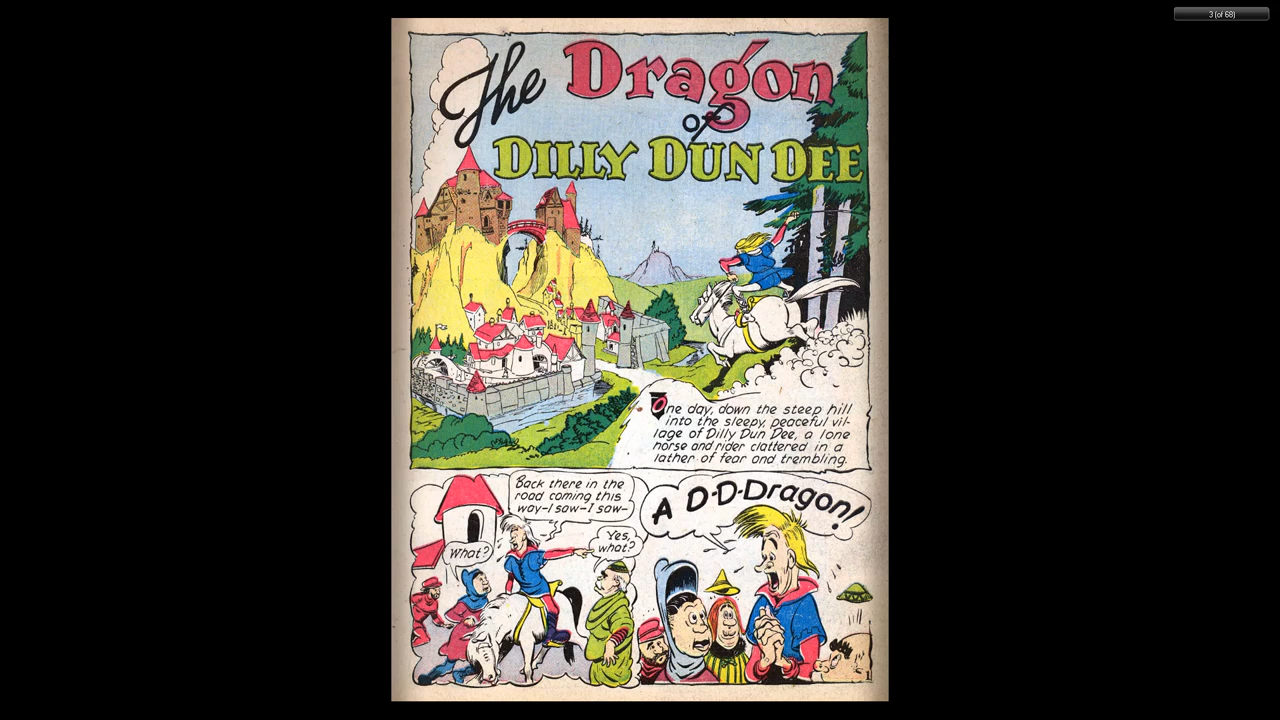 3 (of 68)
The Dragon
of
DILLY DUN DEE
One day, down the steep hill
into the sleepy, peaceful vil-
lage of Dilly Dun Dee, a lone
horse and rider clattered in a
lather of fear and trembling.
Back there in the
road coming this
way-I saw-I saw-
What?
Yes,
what?
A D-D-Dragon!
1